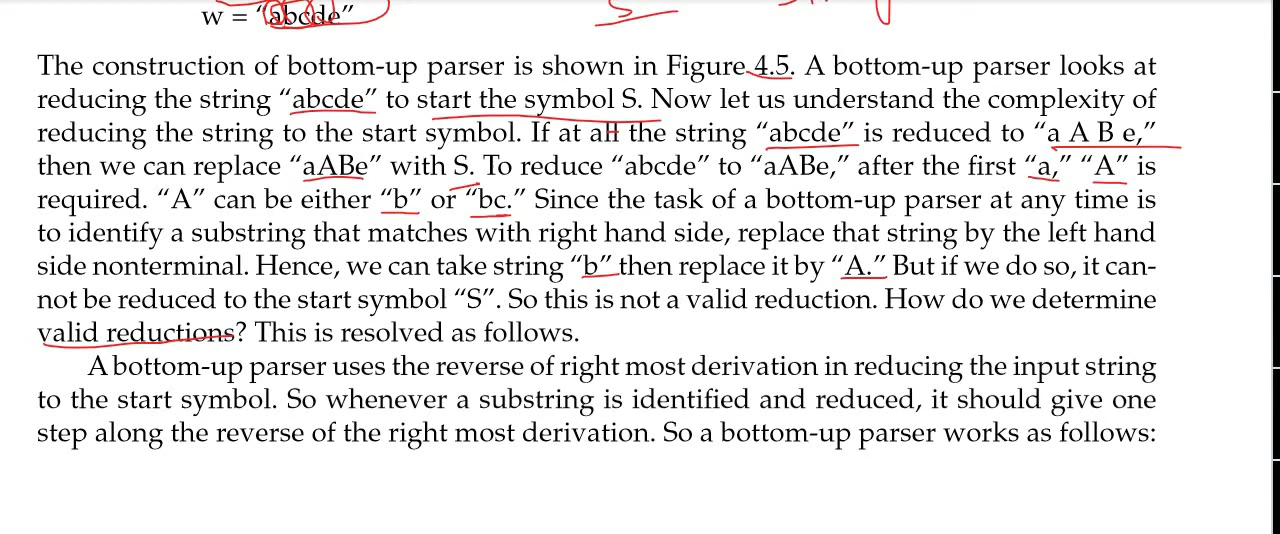 w = “abcde”
The construction of bottom-up parser is shown in Figure 4.5. A bottom-up parser looks at
reducing the string “abcde” to start the symbol S. Now let us understand the complexity of
reducing the string to the start symbol. If at all the string “abcde” is reduced to “a A B e,”
then we can replace “aABe” with S. To reduce “abcde” to “aABe,” after the first “a,” “A” is
required. “A” can be either “b” or “bc.” Since the task of a bottom-up parser at any time is
to identify a substring that matches with right hand side, replace that string by the left hand
side nonterminal. Hence, we can take string “b” then replace it by “A.” But if we do so, it can-
not be reduced to the start symbol “S”. So this is not a valid reduction. How do we determine
valid reductions? This is resolved as follows.
A bottom-up parser uses the reverse of right most derivation in reducing the input string
to the start symbol. So whenever a substring is identified and reduced, it should give one
step along the reverse of the right most derivation. So a bottom-up parser works as follows: